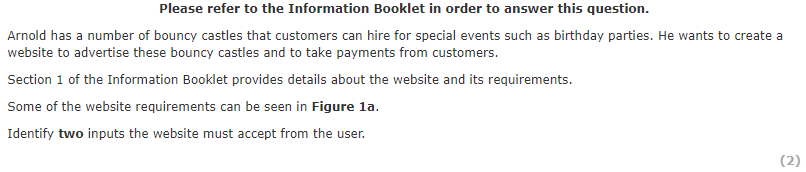 Please refer to the Information Booklet in order to answer this question.
Arnold has a number of bouncy castles that customers can hire for special events such as birthday parties. He wants to create a
website to advertise these bouncy castles and to take payments from customers.
Section 1 of the Information Booklet provides details about the website and its requirements.
Some of the website requirements can be seen in Figure 1a.
Identify two inputs the website must accept from the user.
(2)